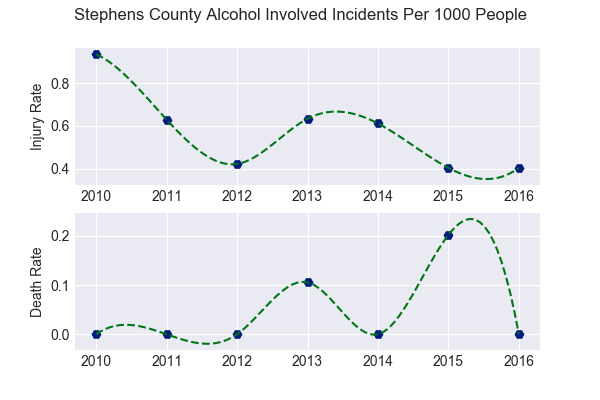 Stephens County Alcohol Involved Incidents Per 1000 People
Injury Rate
0.8
0.6
0.4
2010 2011 2012 2013 2014 2015 2016
Death Rate
0.2
0.1
0.0
2010 2011 2012 2013 2014 2015 2016